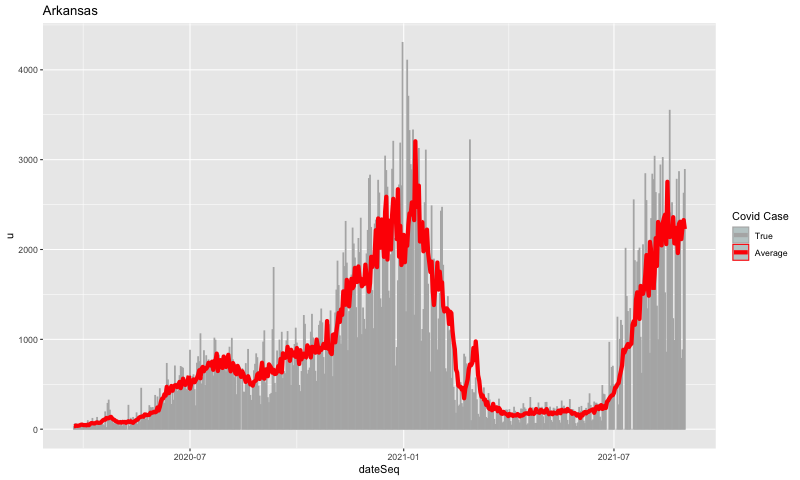 Arkansas
4000
3000
2000
1000
0
u
2020-07
2021-01
2021-07
dateSeq
Covid Case
True
Average